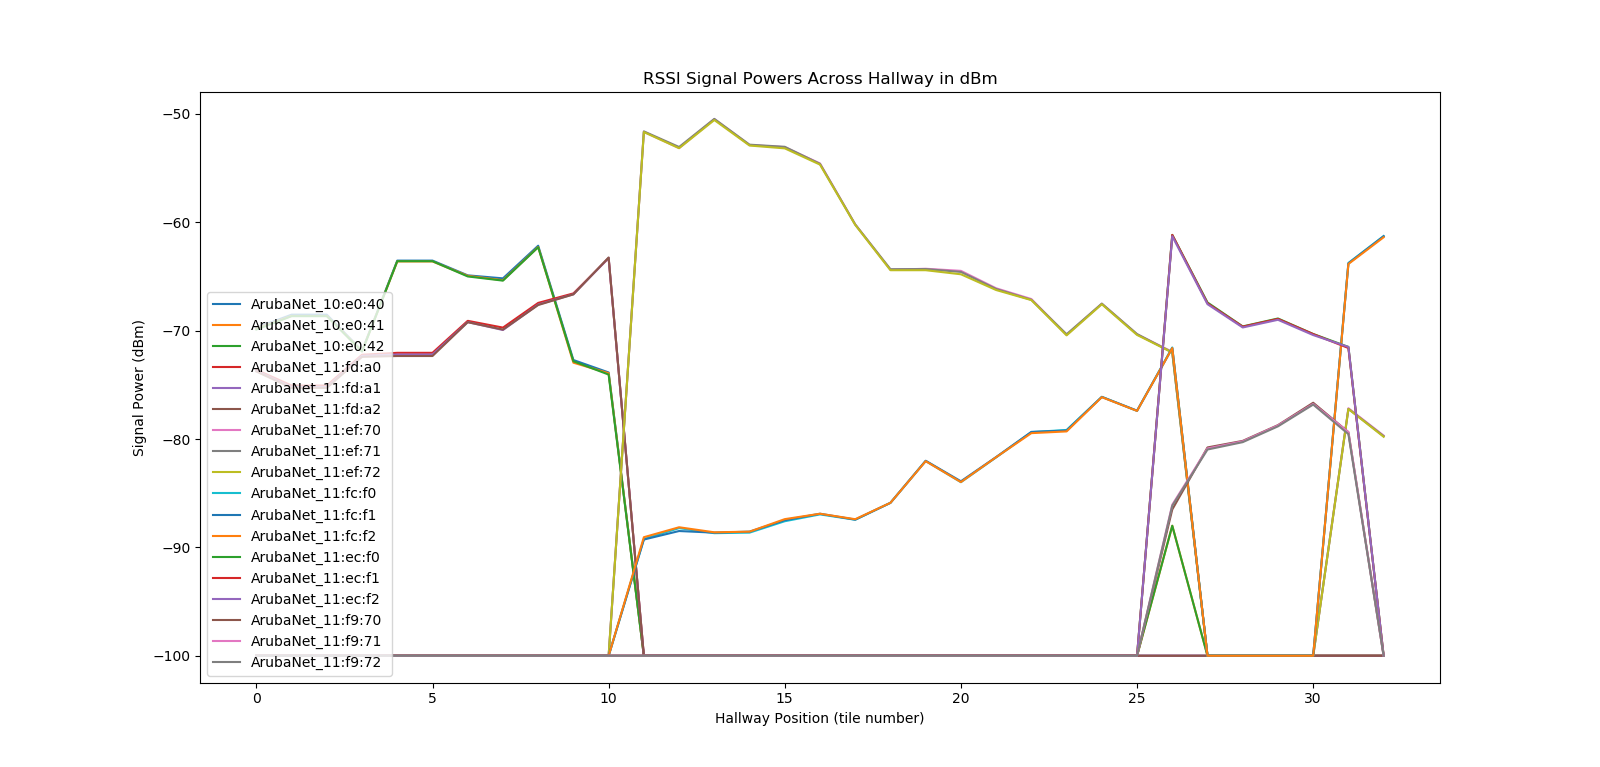 RSSI Signal Powers Across Hallway in dBm
−50
−60
−70
−80
−90
−100
Signal Power (dBm)
ArubaNet_10:e0:40
ArubaNet_10:e0:41
ArubaNet_10:e0:42
ArubaNet_11:fd:a0
ArubaNet_11:fd:a1
ArubaNet_11:fd:a2
ArubaNet_11:ef:70
ArubaNet_11:ef:71
ArubaNet_11:ef:72
ArubaNet_11:fc:f0
ArubaNet_11:fc:f1
ArubaNet_11:fc:f2
ArubaNet_11:ec:f0
ArubaNet_11:ec:f1
ArubaNet_11:ec:f2
ArubaNet_11:f9:70
ArubaNet_11:f9:71
ArubaNet_11:f9:72
0 5 10 15 20 25 30
Hallway Position (tile number)